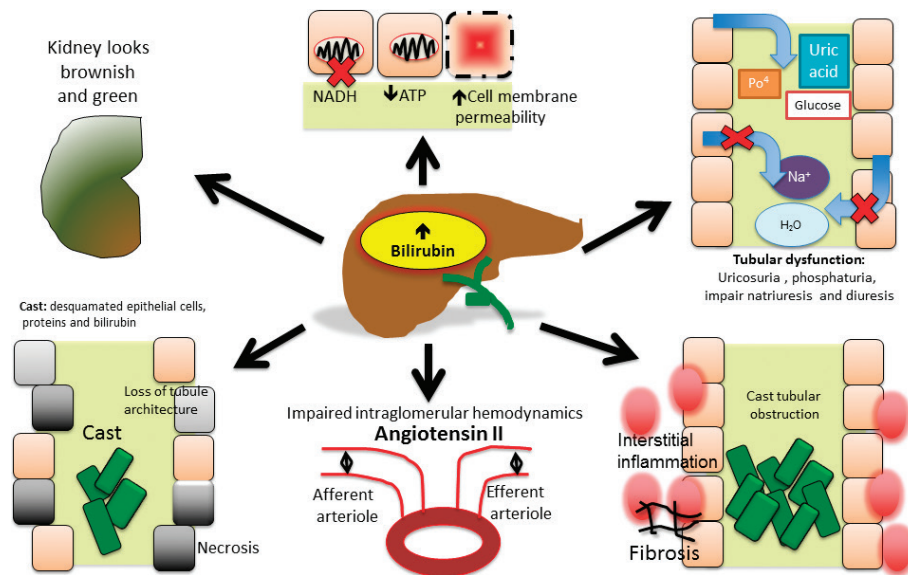 Kidney looks
brownish
and green
NADH
↓ATP
↑Cell membrane
permeability
Uric
acid
Po⁴
Glucose
Na⁺
H₂O
Tubular dysfunction:
Uricosuria , phosphaturia,
impair natriuresis and diuresis
↑
Bilirubin
Cast: desquamated epithelial cells,
proteins and bilirubin
Loss of tubule
architecture
Cast
Necrosis
Impaired intraglomerular hemodynamics
Angiotensin II
Afferent
arteriole
Efferent
arteriole
Cast tubular
obstruction
Interstitial
inflammation
Fibrosis